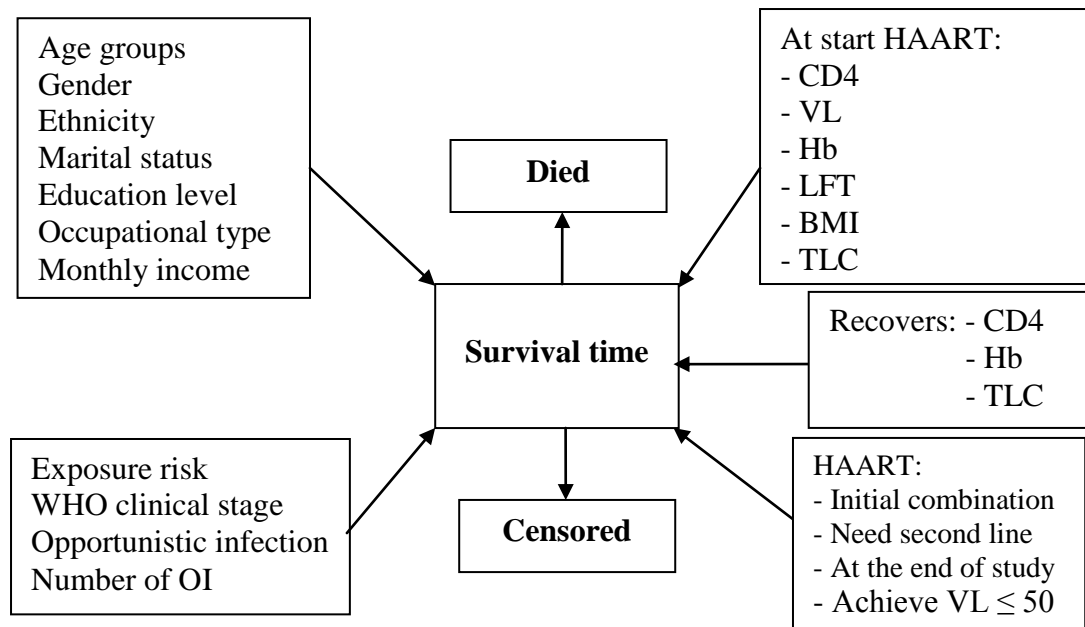 Age groups
Gender
Ethnicity
Marital status
Education level
Occupational type
Monthly income
Died
At start HAART:
- CD4
- VL
- Hb
- LFT
- BMI
- TLC
Survival time
Recovers: - CD4
- Hb
- TLC
Exposure risk
WHO clinical stage
Opportunistic infection
Number of OI
Censored
HAART:
- Initial combination
- Need second line
- At the end of study
- Achieve VL ≤ 50